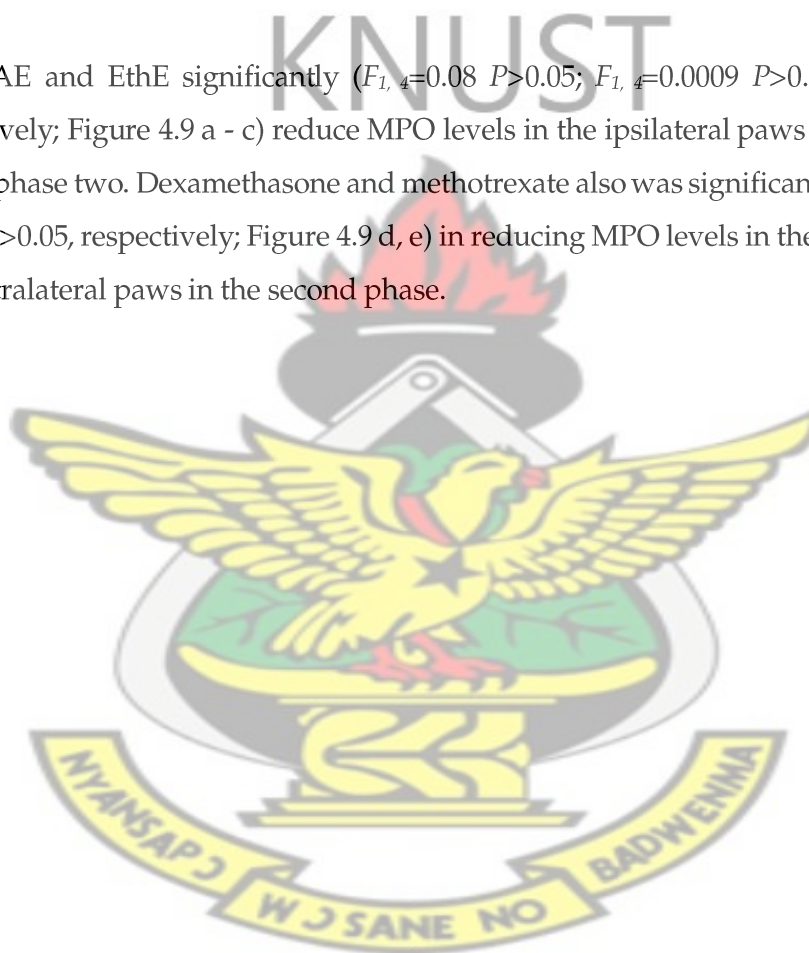 KNUST
AE and EthE significantly (F1, 4=0.08 P>0.05; F1, 4=0.0009 P>0.
vely; Figure 4.9 a - c) reduce MPO levels in the ipsilateral paws
phase two. Dexamethasone and methotrexate also was significan
>0.05, respectively; Figure 4.9 d, e) in reducing MPO levels in the
ralateral paws in the second phase.
NYANSAPƆ
WƆSANE NO
BADWENMA